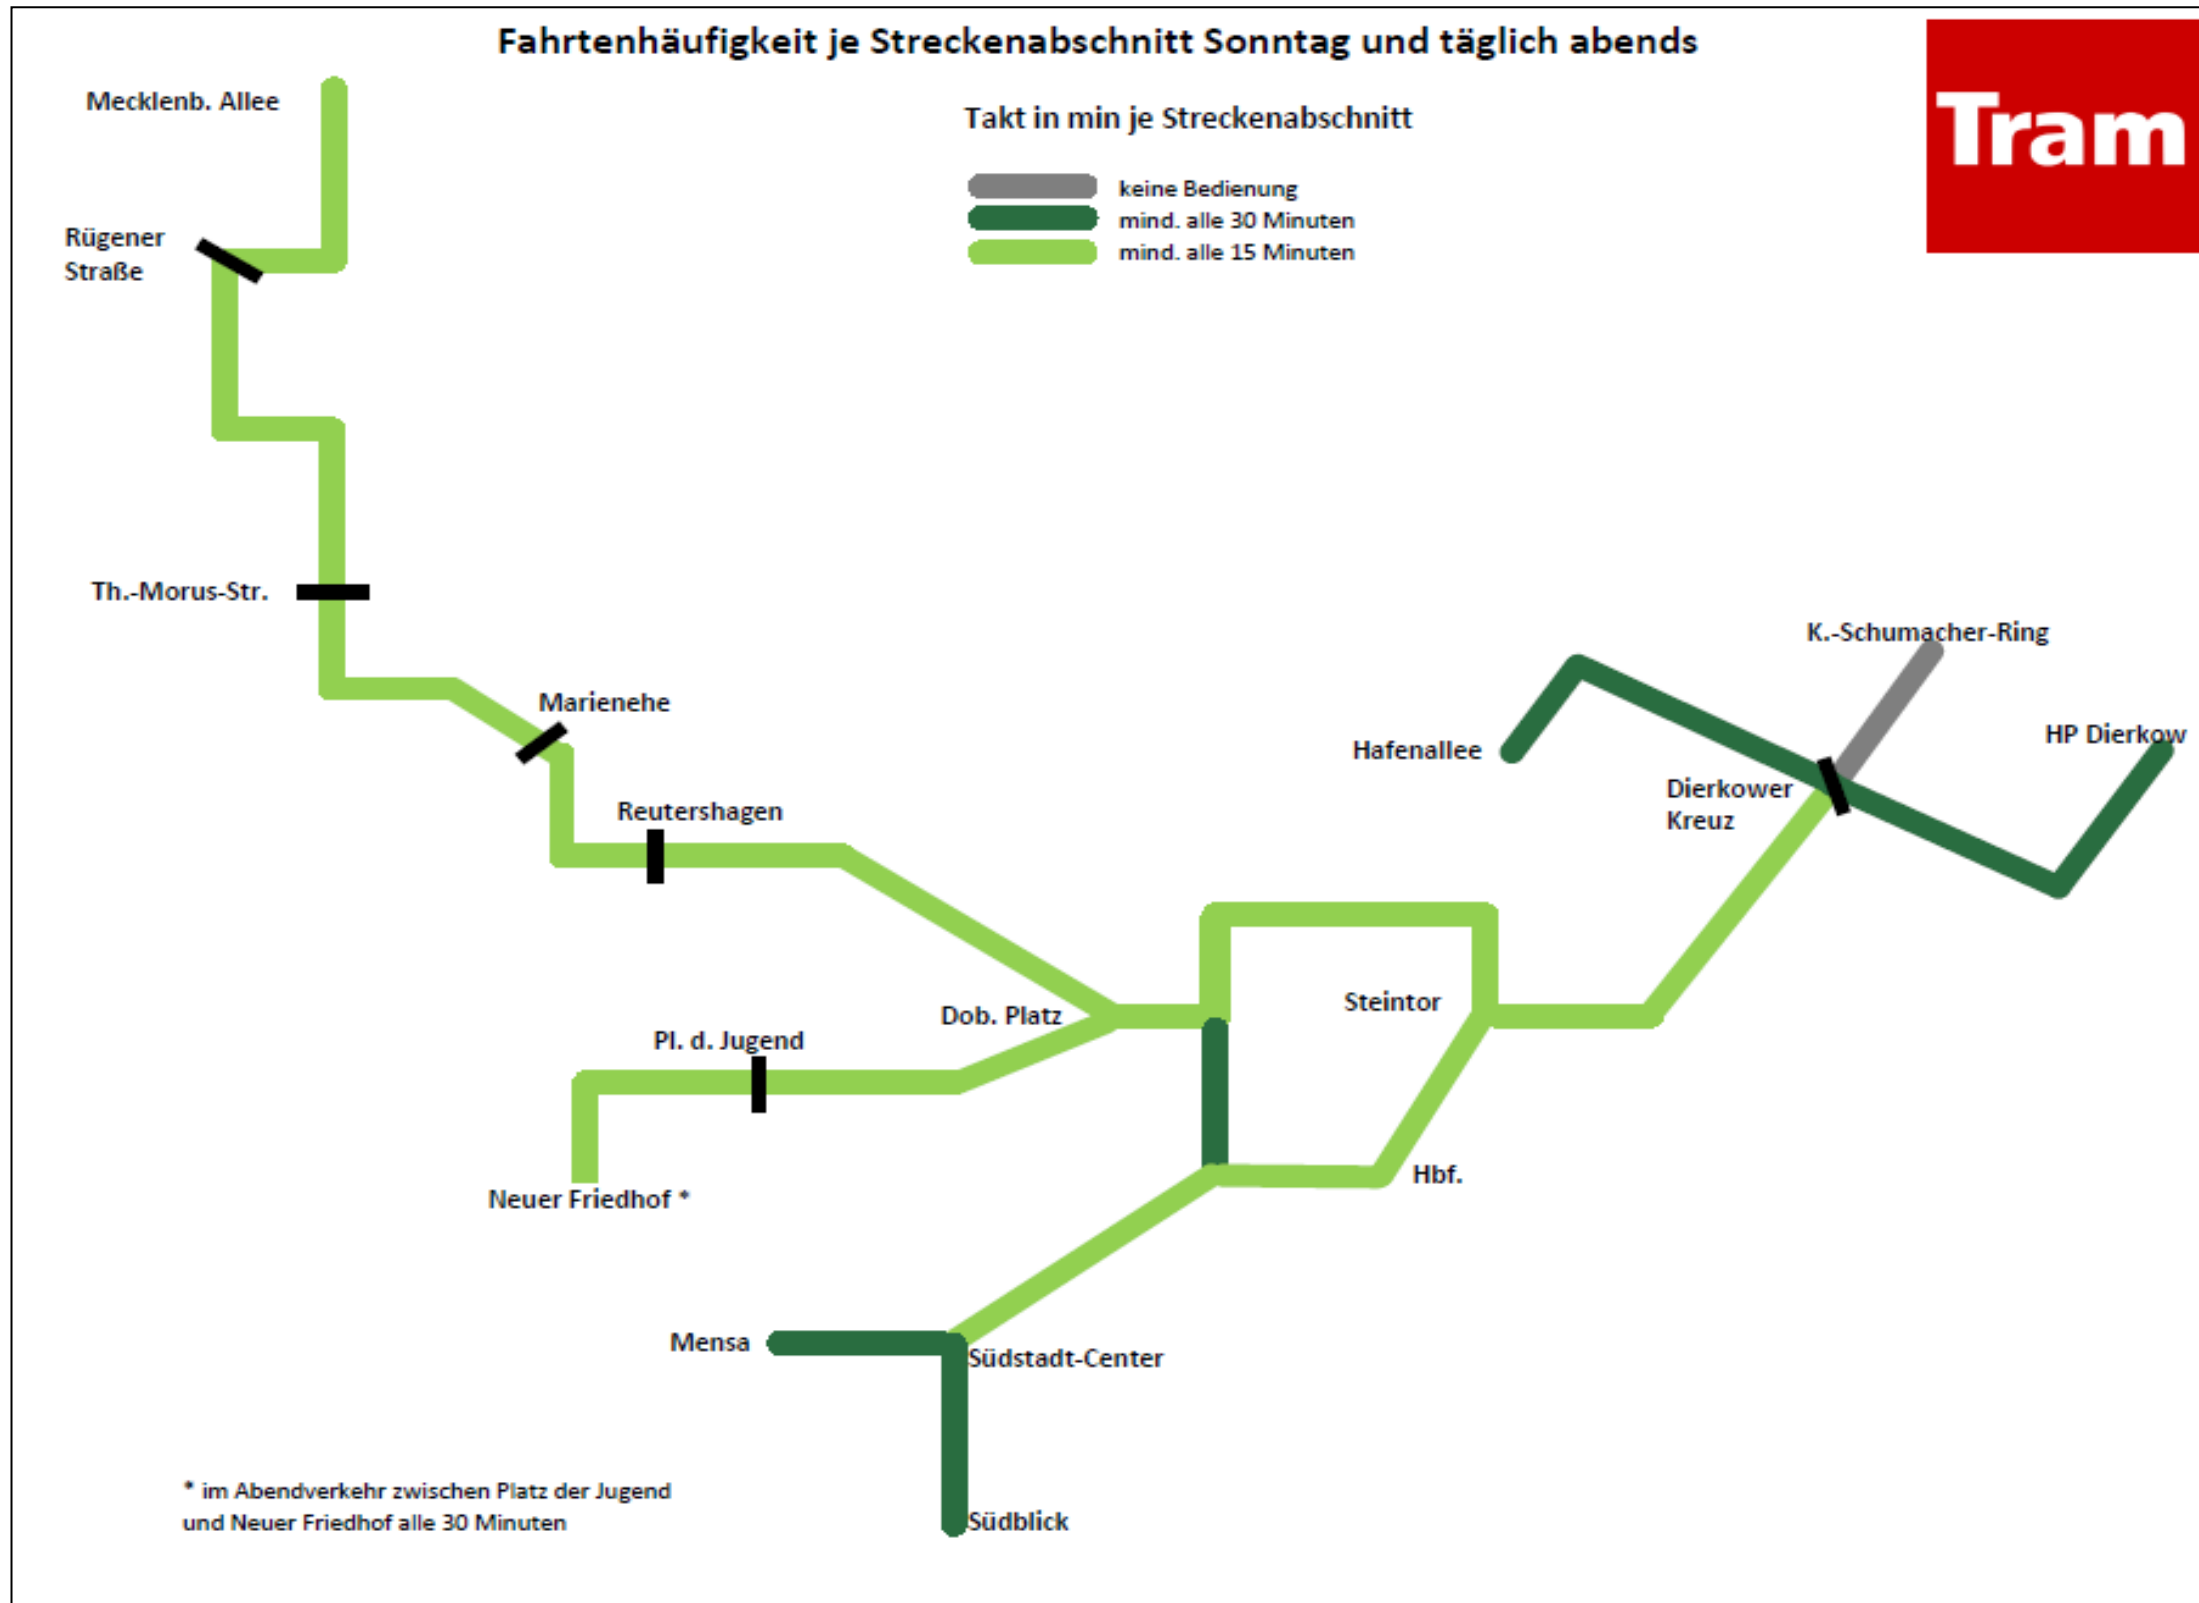 Fahrtenhäufigkeit je Streckenabschnitt Sonntag und täglich abends
Tram
Takt in min je Streckenabschnitt
keine Bedienung
mind. alle 30 Minuten
mind. alle 15 Minuten
Mecklenb. Allee
Rügener
Straße
Th.-Morus-Str.
Marienehe
Reutershagen
K.-Schumacher-Ring
HP Dierkow
Hafenallee
Dierkower
Kreuz
Steintor
Dob. Platz
Pl. d. Jugend
Hbf.
Neuer Friedhof *
Mensa
Südstadt-Center
Südblick
* im Abendverkehr zwischen Platz der Jugend
und Neuer Friedhof alle 30 Minuten